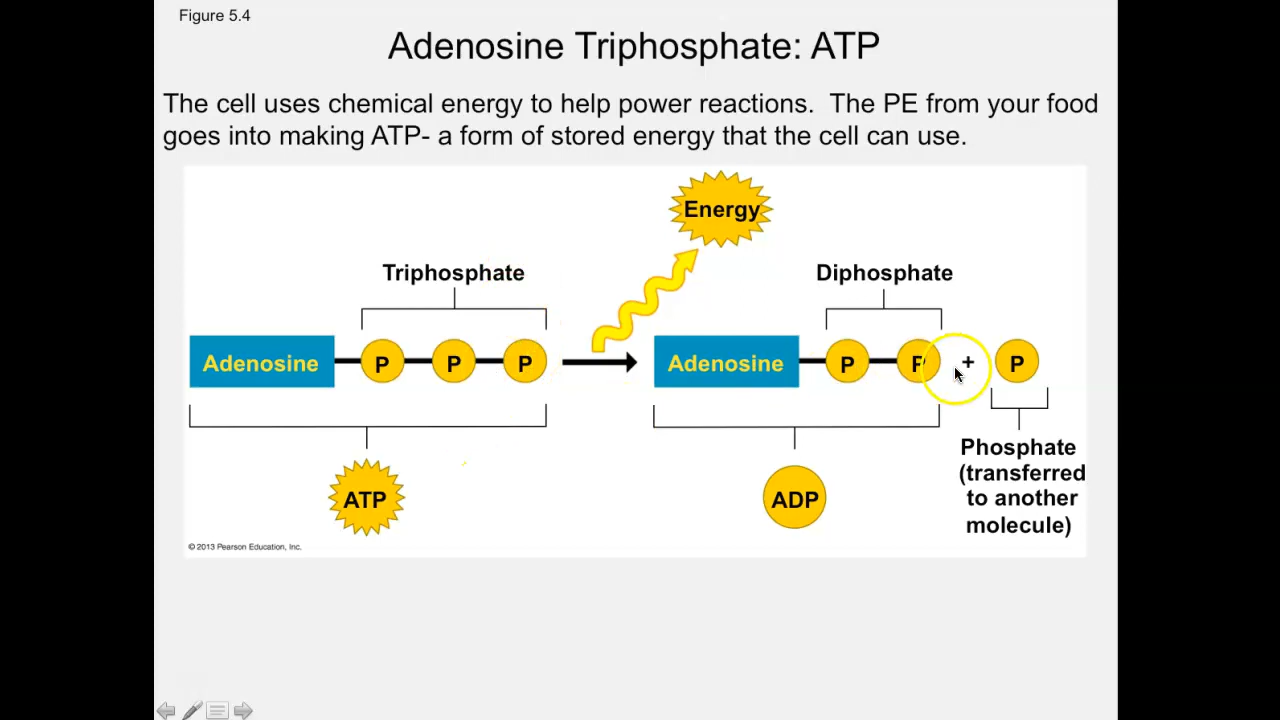 Figure 5.4
Adenosine Triphosphate: ATP
The cell uses chemical energy to help power reactions.  The PE from your food
goes into making ATP- a form of stored energy that the cell can use.
Energy
Triphosphate
Diphosphate
Adenosine P P P
Adenosine P P + P
ATP
ADP
Phosphate
(transferred
to another
molecule)
© 2013 Pearson Education, Inc.